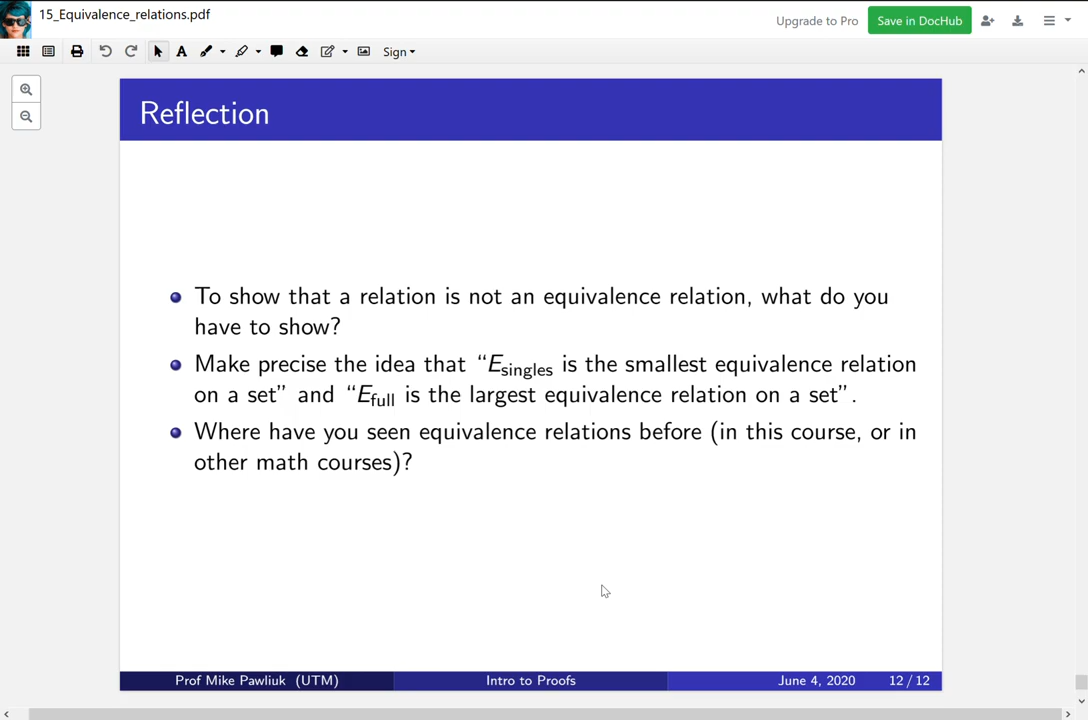 15_Equivalence_relations.pdf
Upgrade to Pro
Save in DocHub
A
Sign
Reflection
To show that a relation is not an equivalence relation, what do you
have to show?
Make precise the idea that “E_singles is the smallest equivalence relation
on a set” and “E_full is the largest equivalence relation on a set”.
Where have you seen equivalence relations before (in this course, or in
other math courses)?
Prof Mike Pawliuk (UTM) Intro to Proofs June 4, 2020 12 / 12